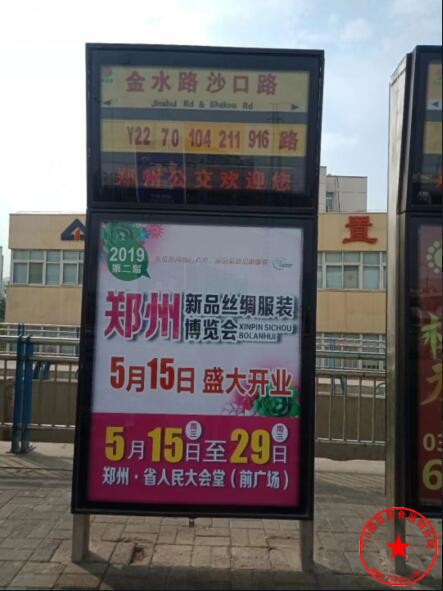 金水路沙口路
Jinshui Rd & Shakou Rd
Y22 70 104 211 916 路
郑州公交欢迎您
2019
第二届
郑州
新品丝绸服装
博览会
XINPIN SICHOU
BOLANHUI
5月15日 盛大开业
5月15日至29日
周三
周三
郑州·省人民大会堂（前广场）
置
03
6